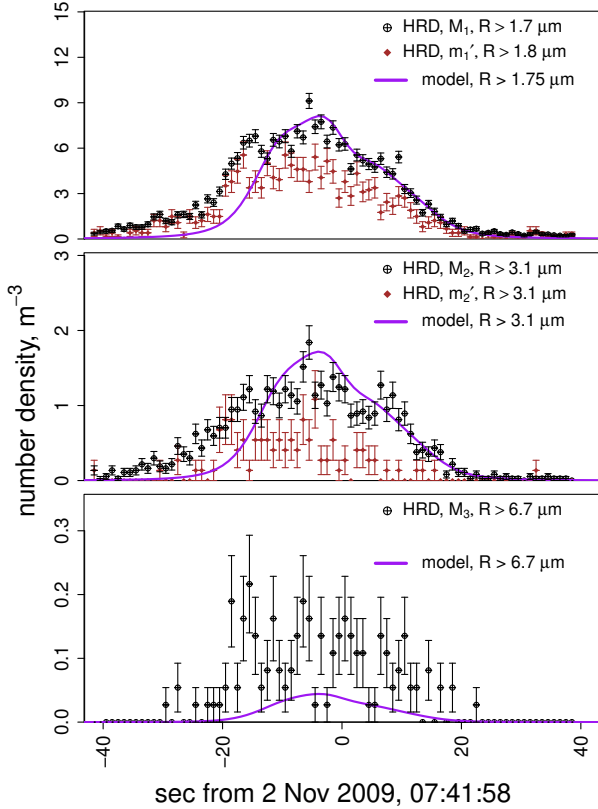 15
12
9
6
3
0
HRD, M₁, R > 1.7 μm
HRD, m₁′, R > 1.8 μm
model, R > 1.75 μm
3
2
1
0
HRD, M₂, R > 3.1 μm
HRD, m₂′, R > 3.1 μm
model, R > 3.1 μm
number density, m⁻³
0.3
0.2
0.1
0.0
HRD, M₃, R > 6.7 μm
model, R > 6.7 μm
−40
−20
0
20
40
sec from 2 Nov 2009, 07:41:58